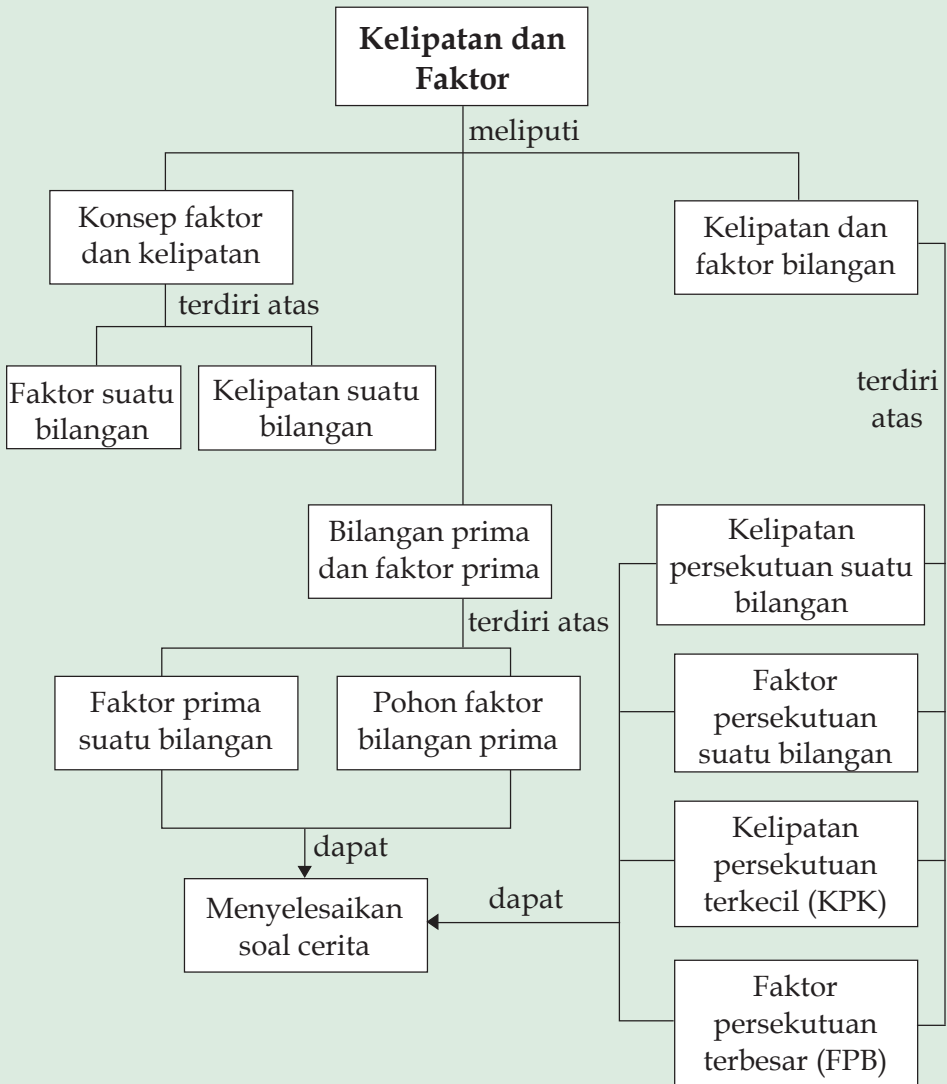 Kelipatan dan
Faktor
meliputi
Konsep faktor
dan kelipatan
terdiri atas
Faktor suatu
bilangan
Kelipatan suatu
bilangan
Kelipatan dan
faktor bilangan
terdiri
atas
Bilangan prima
dan faktor prima
terdiri atas
Faktor prima
suatu bilangan
Pohon faktor
bilangan prima
dapat
Menyelesaikan
soal cerita
Kelipatan
persekutuan suatu
bilangan
Faktor
persekutuan
suatu bilangan
Kelipatan
persekutuan
terkecil (KPK)
Faktor
persekutuan
terbesar (FPB)
dapat